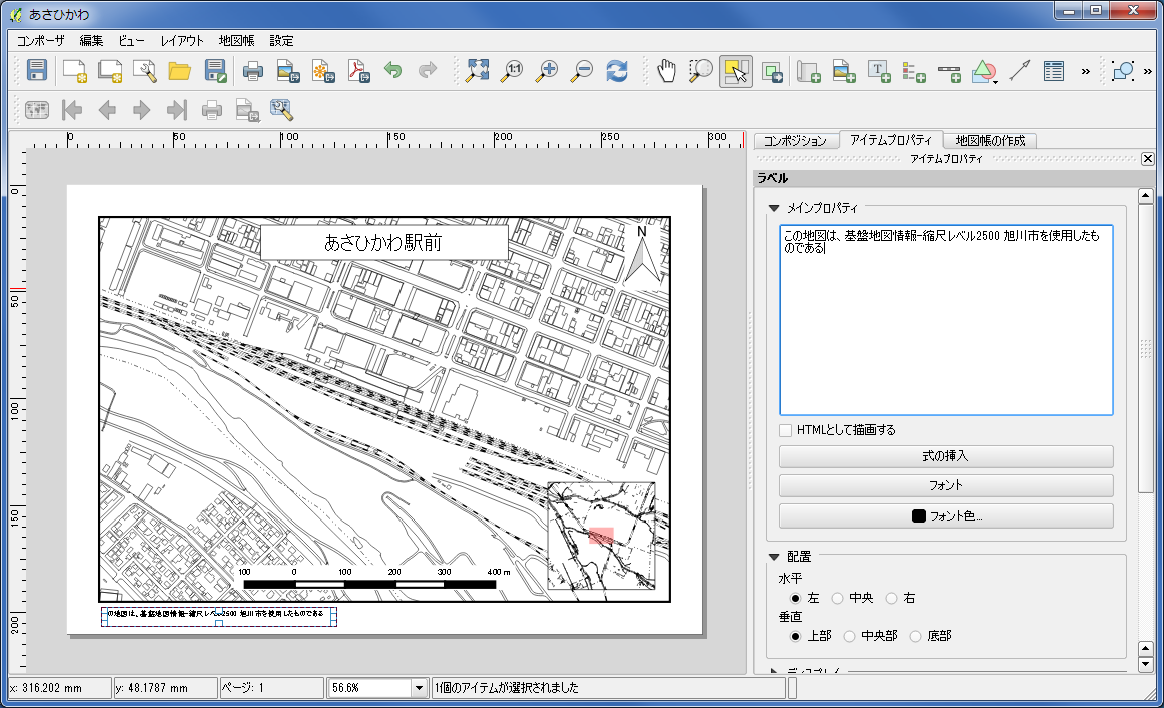 あさひかわ
コンポーザ 編集 ビュー レイアウト 地図帳 設定
1:1
T
»
»
0 50 100 150 200 250 300
コンポジション アイテムプロパティ 地図帳の作成
アイテムプロパティ
ラベル
メインプロパティ
この地図は、基盤地図情報-縮尺レベル2500 旭川市を使用したも
のである
HTMLとして描画する
式の挿入
フォント
フォント色...
配置
水平
左 中央 右
垂直
上部 中央部 底部
ディスプレイ
0
50
100
150
200
あさひかわ駅前
N
100 0 100 200 300 400 m
の地図は、基盤地図情報-縮尺レベル2500 旭川市を使用したものである
x: 316.202 mm y: 48.1787 mm ページ: 1 56.6% 1個のアイテムが選択されました